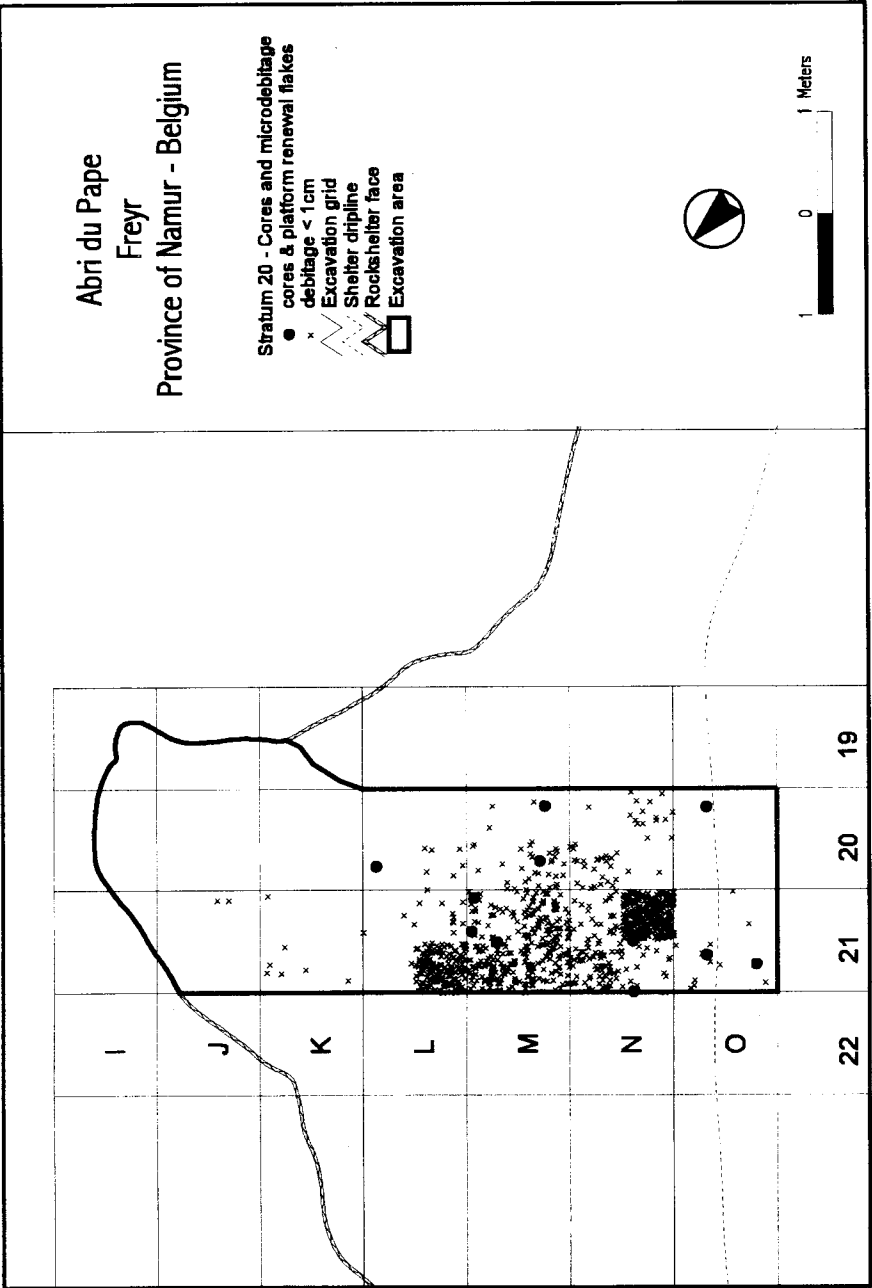 Abri du Pape
Freyr
Province of Namur - Belgium
Stratum 20 - Cores and microdebitage
cores & platform renewal flakes
debitage < 1cm
Excavation grid
Shelter dripline
Rockshelter face
Excavation area
1 0 1 Meters
I
J
K
L
M
N
O
22 21 20 19